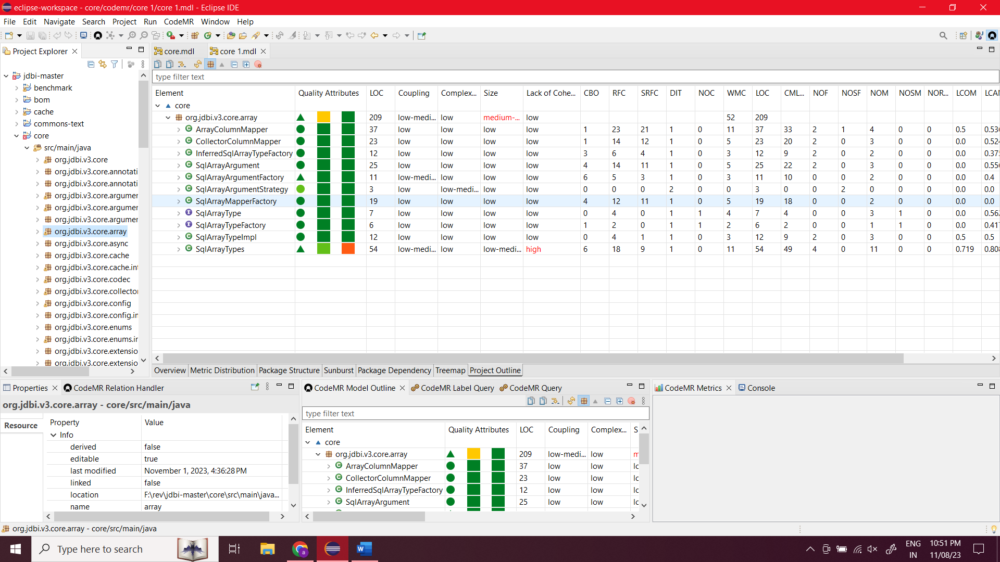 eclipse-workspace - core/codemr/core 1/core 1.mdl - Eclipse IDE
File Edit Navigate Search Project Run CodeMR Window Help
Project Explorer
core.mdl core 1.mdl
type filter text
jdbi-master
benchmark
bom
cache
commons-text
core
src/main/java
org.jdbi.v3.core
org.jdbi.v3.core.annotati
org.jdbi.v3.core.annotati
org.jdbi.v3.core.argumer
org.jdbi.v3.core.argumer
org.jdbi.v3.core.argumer
org.jdbi.v3.core.array
org.jdbi.v3.core.async
org.jdbi.v3.core.cache
org.jdbi.v3.core.cache.int
org.jdbi.v3.core.codec
org.jdbi.v3.core.collector
org.jdbi.v3.core.config
org.jdbi.v3.core.config.in
org.jdbi.v3.core.enums
org.jdbi.v3.core.enums.ir
org.jdbi.v3.core.extensio
org.jdbi.v3.core.extensio
Element Quality Attributes LOC Coupling Complex... Size Lack of Cohe... CBO RFC SRFC DIT NOC WMC LOC CML... NOF NOSF NOM NOSM NOR... LCOM LCAM
core
org.jdbi.v3.core.array 209 low-medi... low medium-... low 52 209
ArrayColumnMapper 37 low low low low 1 23 21 1 0 11 37 33 2 1 4 0 0 0.5 0.536
CollectorColumnMapper 23 low low low low 1 14 12 1 0 5 23 20 2 0 3 0 0 0.0 0.524
InferredSqlArrayTypeFactory 12 low low low low 3 6 4 1 0 3 12 9 2 0 2 0 0 0.0 0.375
SqlArrayArgument 25 low low low low 4 14 11 1 0 5 25 22 2 0 3 0 0 0.0 0.556
SqlArrayArgumentFactory 11 low-medi... low low low 6 5 3 1 0 3 11 10 0 0 2 0 0 0.0 0.4
SqlArrayArgumentStrategy 3 low low-medi... low low 0 0 0 2 0 0 3 0 0 2 0 0 0 0.0 0.0
SqlArrayMapperFactory 19 low low low low 4 12 11 1 0 5 19 18 0 0 2 0 0 0.0 0.0
SqlArrayType 7 low low low low 0 4 0 1 1 4 7 4 0 0 3 1 0 0.0 0.562
SqlArrayTypeFactory 6 low low low low 1 2 0 1 1 2 6 2 0 0 1 1 0 0.0 0.417
SqlArrayTypeImpl 12 low low low low 0 4 1 1 0 3 12 9 2 0 3 0 0 0.5 0.5
SqlArrayTypes 54 low-medi... low low-medi... high 6 18 9 1 0 11 54 49 4 0 11 0 0 0.719 0.808
Overview Metric Distribution Package Structure Sunburst Package Dependency Treemap Project Outline
Properties CodeMR Relation Handler
org.jdbi.v3.core.array - core/src/main/java
Resource
Property Value
Info
derived false
editable true
last modified November 1, 2023, 4:36:28 PM
linked false
location F:\rev\jdbi-master\core\src\main\java...
name array
CodeMR Model Outline CodeMR Label Query CodeMR Query
type filter text
Element Quality Attributes LOC Coupling Complex... S
core
org.jdbi.v3.core.array 209 low-medi... low m
ArrayColumnMapper 37 low low lc
CollectorColumnMapper 23 low low lc
InferredSqlArrayTypeFactory 12 low low lc
SqlArrayArgument 25 low low lc
CodeMR Metrics Console
org.jdbi.v3.core.array - core/src/main/java
Type here to search
ENG
IN
10:51 PM
11/08/23